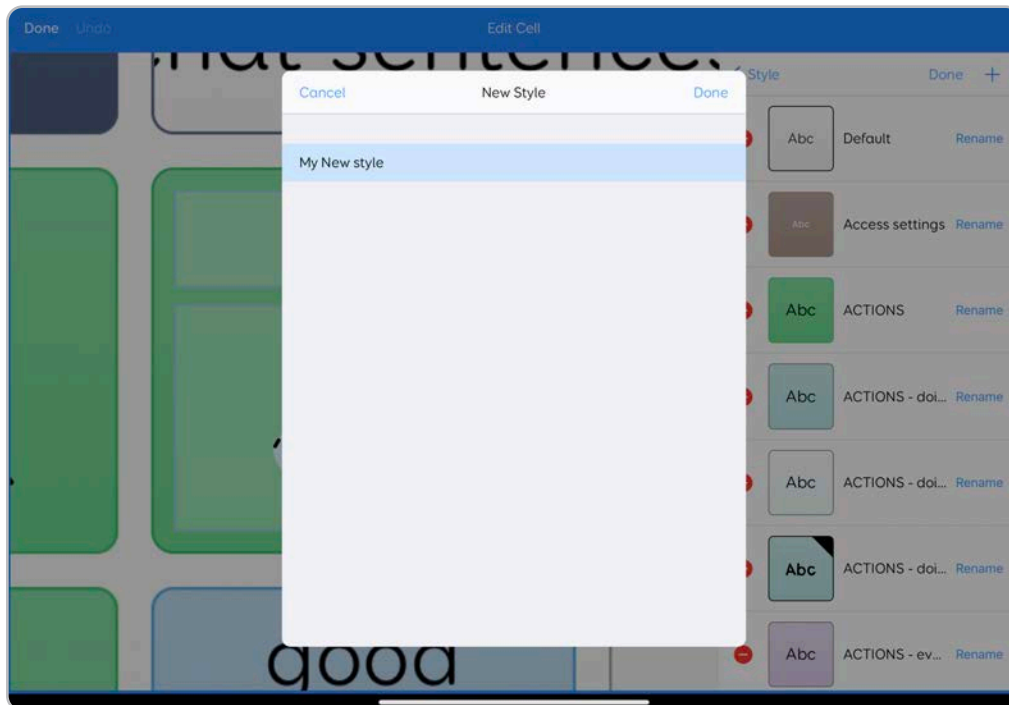 Done Undo Edit Cell
hat sentence
Style Done +
Cancel New Style Done
My New style
Abc Default Rename
Abc Access settings Rename
Abc ACTIONS Rename
Abc ACTIONS - doi... Rename
Abc ACTIONS - doi... Rename
Abc ACTIONS - doi... Rename
Abc ACTIONS - ev... Rename
good